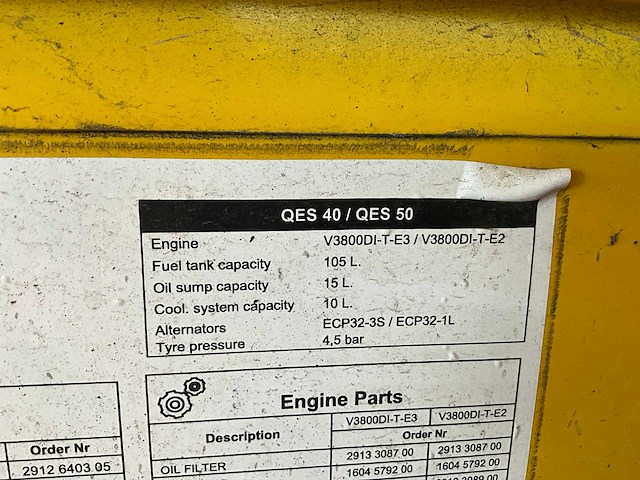 QES 40 / QES 50
Engine V3800DI-T-E3 / V3800DI-T-E2
Fuel tank capacity 105 L.
Oil sump capacity 15 L.
Cool. system capacity 10 L.
Alternators ECP32-3S / ECP32-1L
Tyre pressure 4,5 bar
Engine Parts
Description V3800DI-T-E3 V3800DI-T-E2
Order Nr
2913 3087 00 2913 3087 00
OIL FILTER 1604 5792 00 1604 5792 00
Order Nr
2912 6403 05